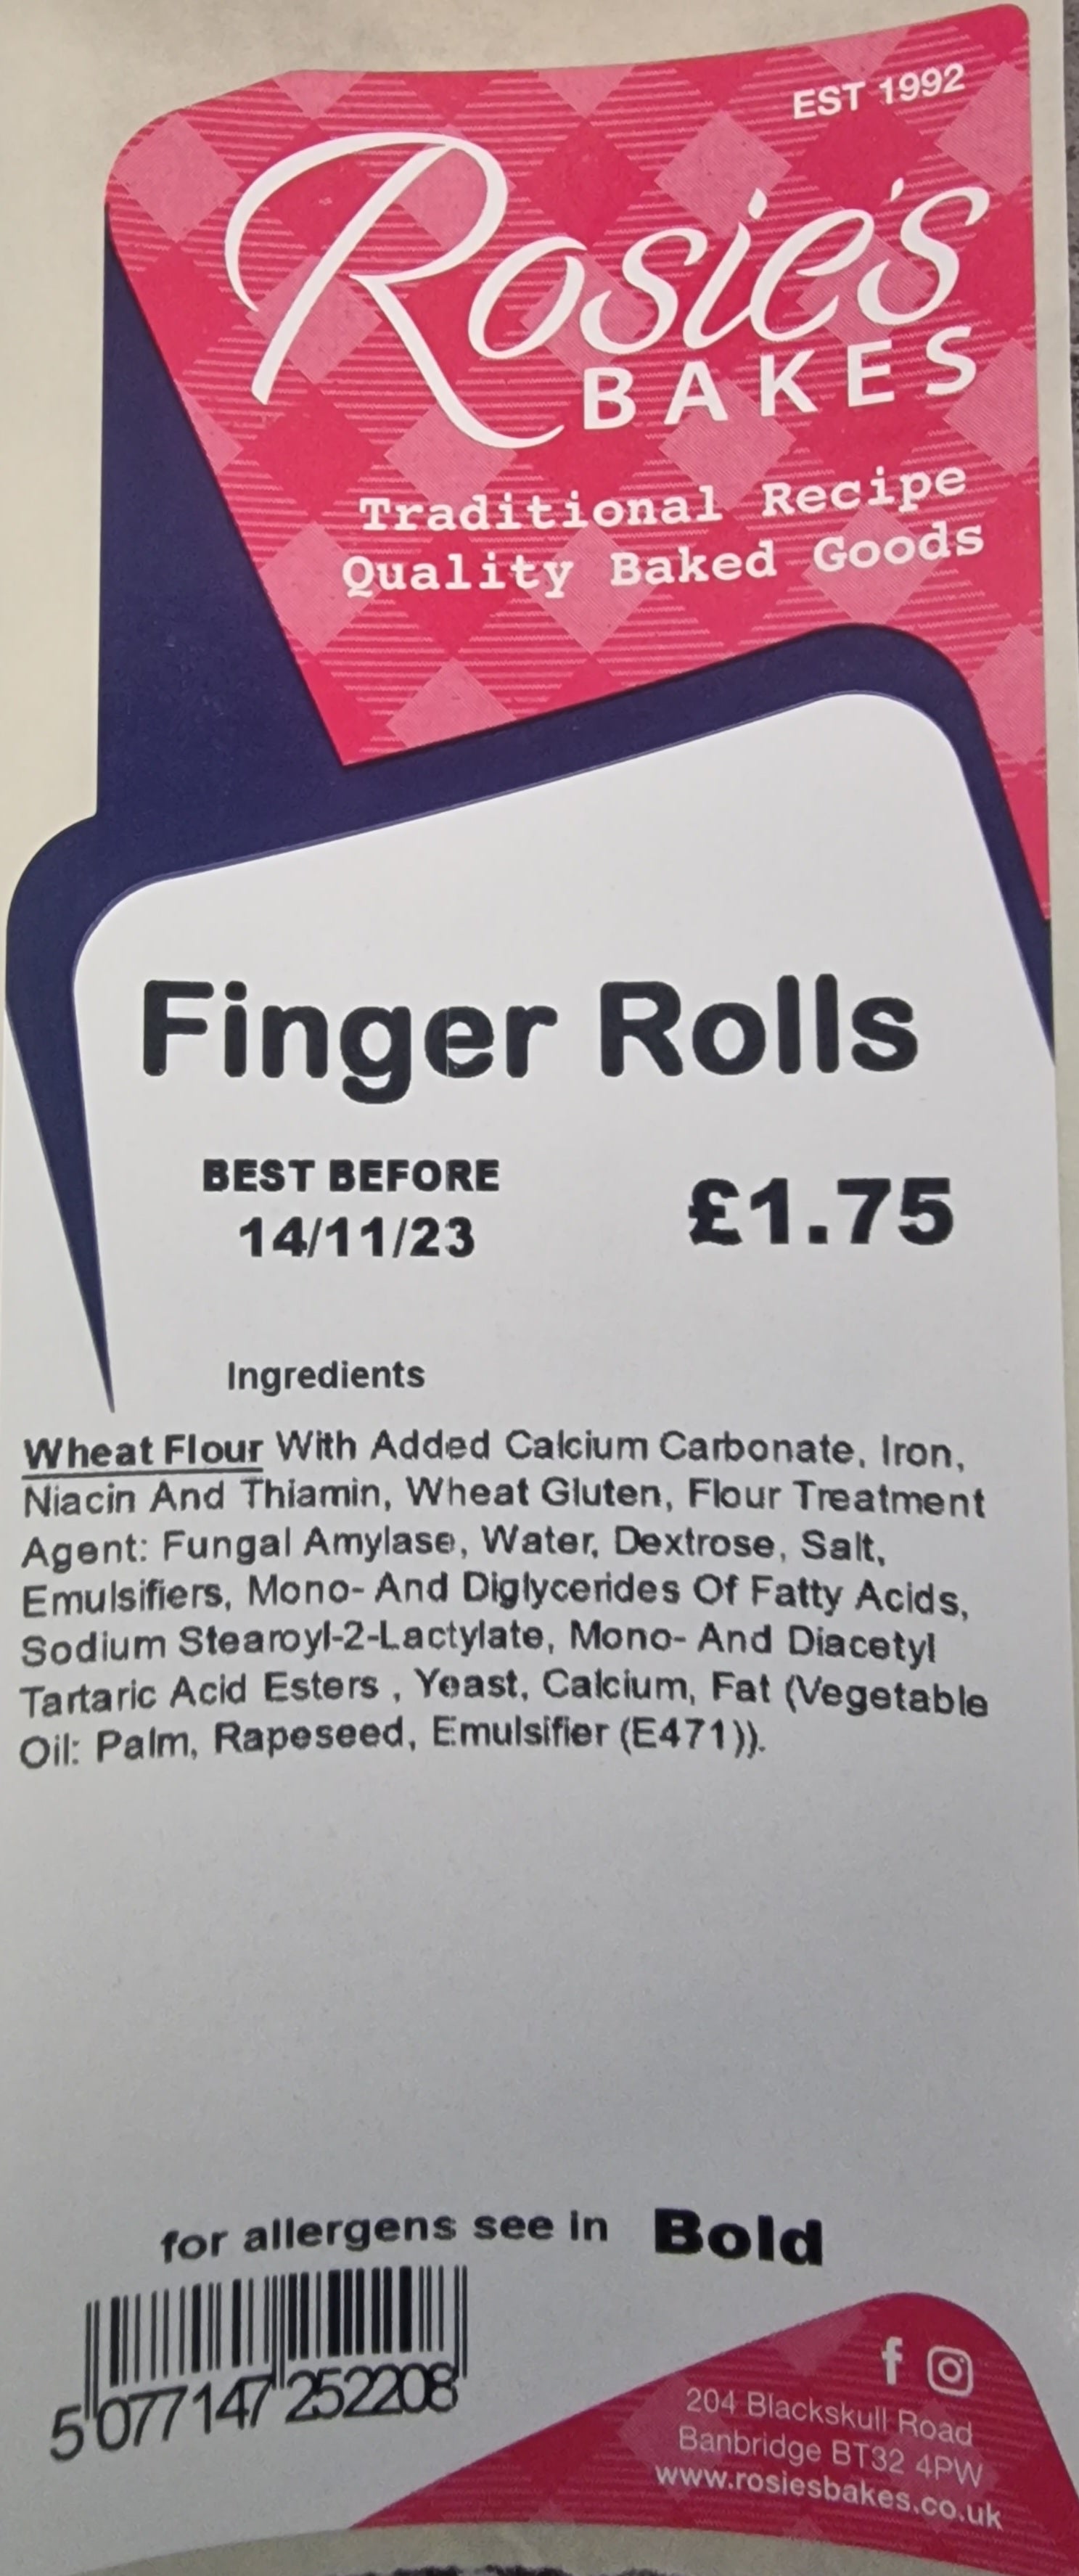 EST 1992
Rosie's
BAKES
Traditional Recipe
Quality Baked Goods
Finger Rolls
BEST BEFORE
14/11/23
£1.75
Ingredients
Wheat Flour With Added Calcium Carbonate, Iron,
Niacin And Thiamin, Wheat Gluten, Flour Treatment
Agent: Fungal Amylase, Water, Dextrose, Salt,
Emulsifiers, Mono- And Diglycerides Of Fatty Acids,
Sodium Stearoyl-2-Lactylate, Mono- And Diacetyl
Tartaric Acid Esters , Yeast, Calcium, Fat (Vegetable
Oil: Palm, Rapeseed, Emulsifier (E471)).
for allergens see in Bold
5 077147 252208
204 Blackskull Road
Banbridge BT32 4PW
www.rosiesbakes.co.uk